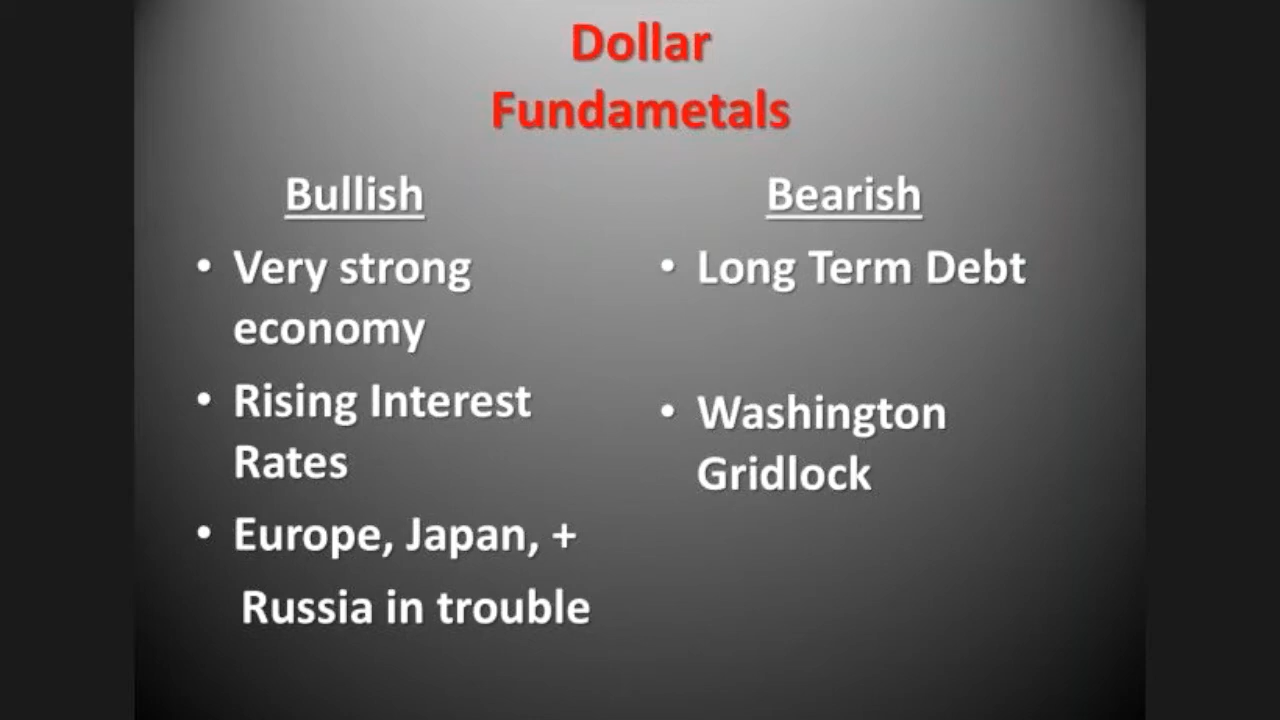 Dollar
Fundametals
Bullish
• Very strong
economy
• Rising Interest
Rates
• Europe, Japan, +
Russia in trouble
Bearish
• Long Term Debt
• Washington
Gridlock